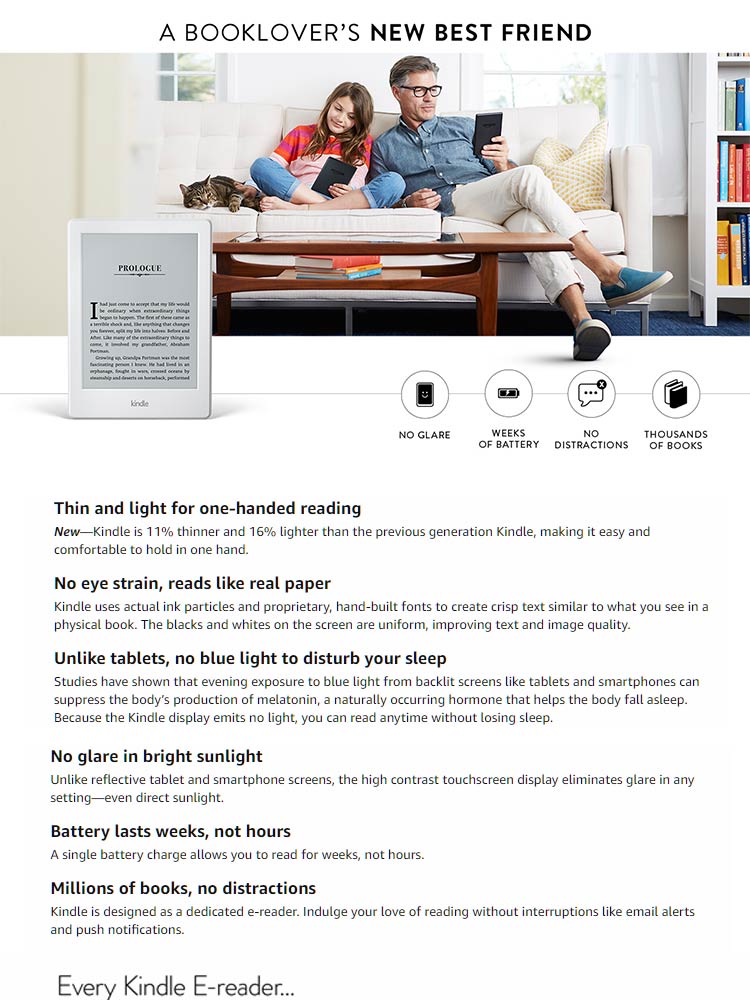 A BOOKLOVER'S NEW BEST FRIEND
PROLOGUE
I had just come to accept that my life would
be ordinary when extraordinary things
began to happen. The first of these came as
a terrible shock and, like anything that changes
you forever, split my life into halves: Before and
After. Like many of the extraordinary things to
come, it involved my grandfather, Abraham
Portman.
Growing up, Grandpa Portman was the most
fascinating person I knew. He had lived in an
orphanage, fought in wars, crossed oceans by
steamship and deserts on horseback, performed
kindle
NO GLARE
WEEKS
OF BATTERY
NO
DISTRACTIONS
THOUSANDS
OF BOOKS
Thin and light for one-handed reading
New—Kindle is 11% thinner and 16% lighter than the previous generation Kindle, making it easy and
comfortable to hold in one hand.
No eye strain, reads like real paper
Kindle uses actual ink particles and proprietary, hand-built fonts to create crisp text similar to what you see in a
physical book. The blacks and whites on the screen are uniform, improving text and image quality.
Unlike tablets, no blue light to disturb your sleep
Studies have shown that evening exposure to blue light from backlit screens like tablets and smartphones can
suppress the body's production of melatonin, a naturally occurring hormone that helps the body fall asleep.
Because the Kindle display emits no light, you can read anytime without losing sleep.
No glare in bright sunlight
Unlike reflective tablet and smartphone screens, the high contrast touchscreen display eliminates glare in any
setting—even direct sunlight.
Battery lasts weeks, not hours
A single battery charge allows you to read for weeks, not hours.
Millions of books, no distractions
Kindle is designed as a dedicated e-reader. Indulge your love of reading without interruptions like email alerts
and push notifications.
Every Kindle E-reader...